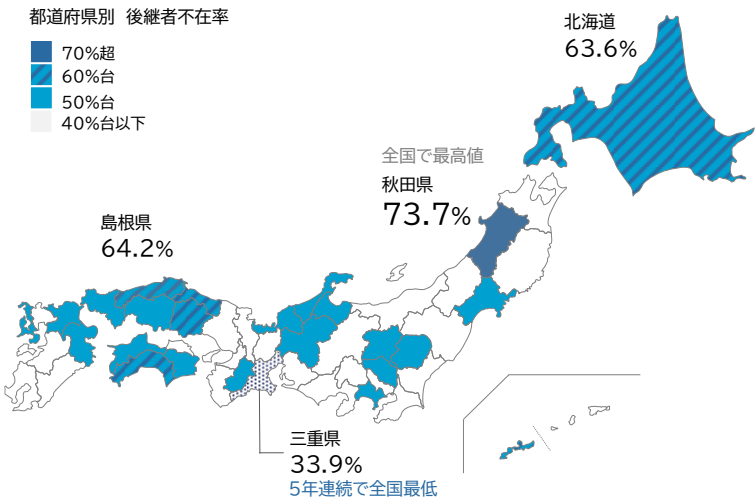 都道府県別 後継者不在率
70%超
60%台
50%台
40%台以下
北海道
63.6%
全国で最高値
秋田県
73.7%
島根県
64.2%
三重県
33.9%
5年連続で全国最低